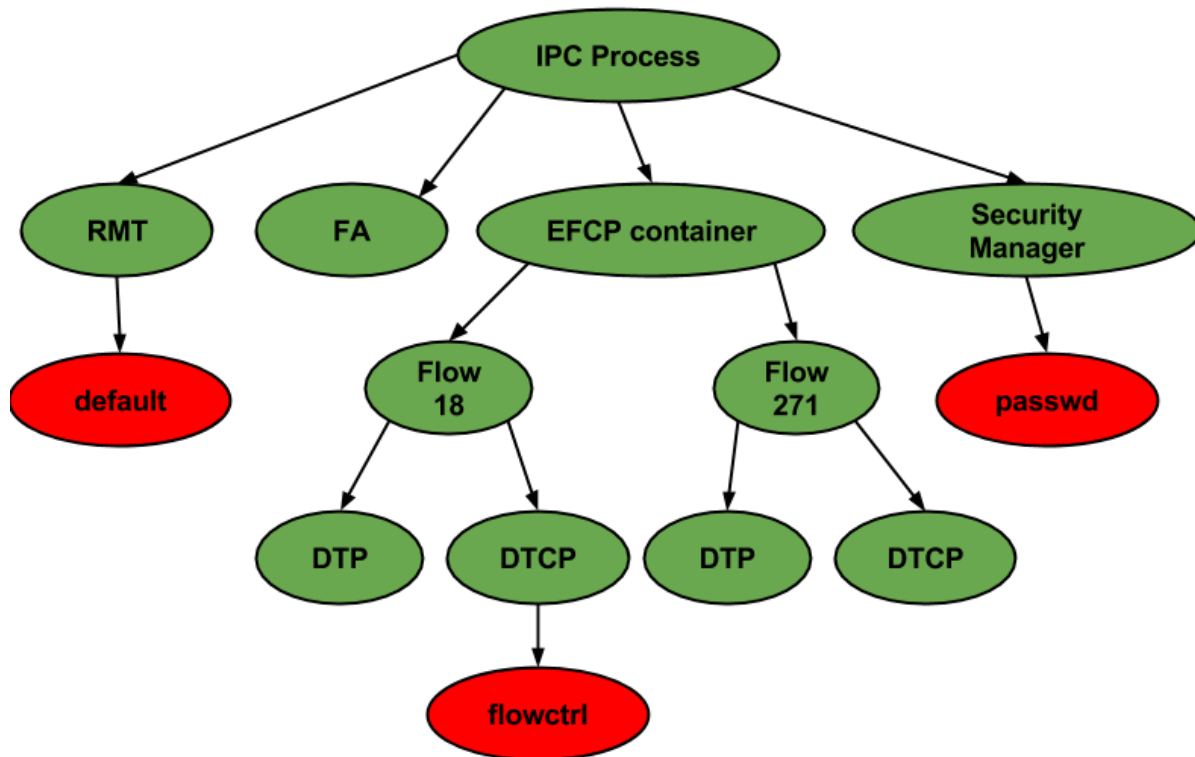 IPC Process
RMT
FA
EFCP container
Security
Manager
default
Flow
18
Flow
271
passwd
DTP
DTCP
DTP
DTCP
flowctrl